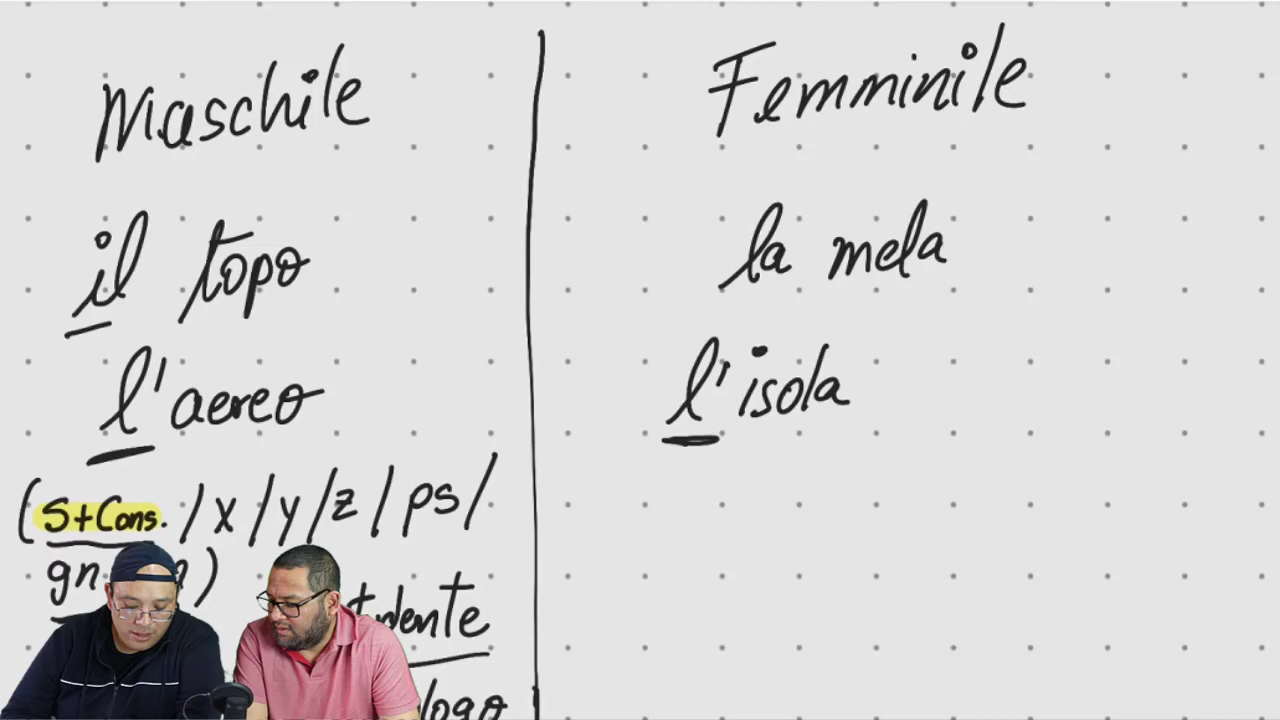 Maschile
Femminile
il topo
la mela
l'aereo
l'isola
(S+Cons. / x / y / z / ps /
gn